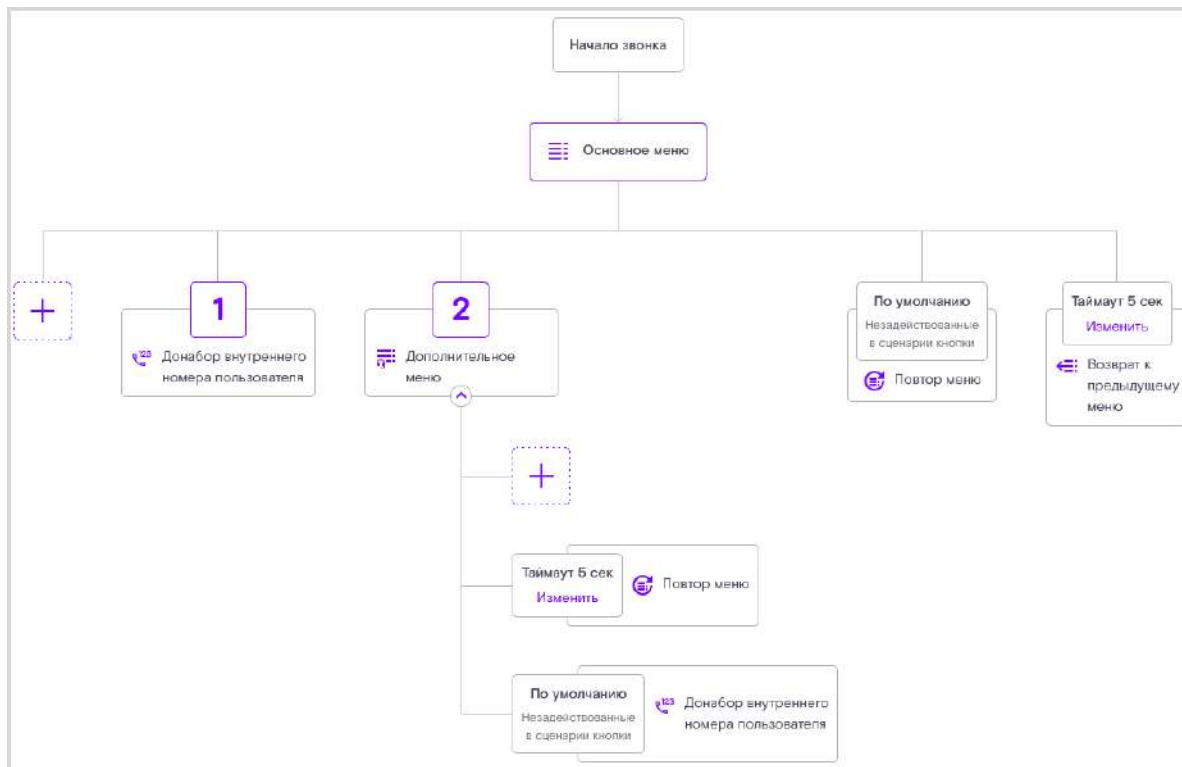 Начало звонка
Основное меню
1
123
Донабор внутреннего
номера пользователя
2
Дополнительное
меню
По умолчанию
Незадействованные
в сценарии кнопки
Повтор меню
Таймаут 5 сек
Изменить
Возврат к
предыдущему
меню
Таймаут 5 сек
Изменить
Повтор меню
По умолчанию
Незадействованные
в сценарии кнопки
123
Донабор внутреннего
номера пользователя